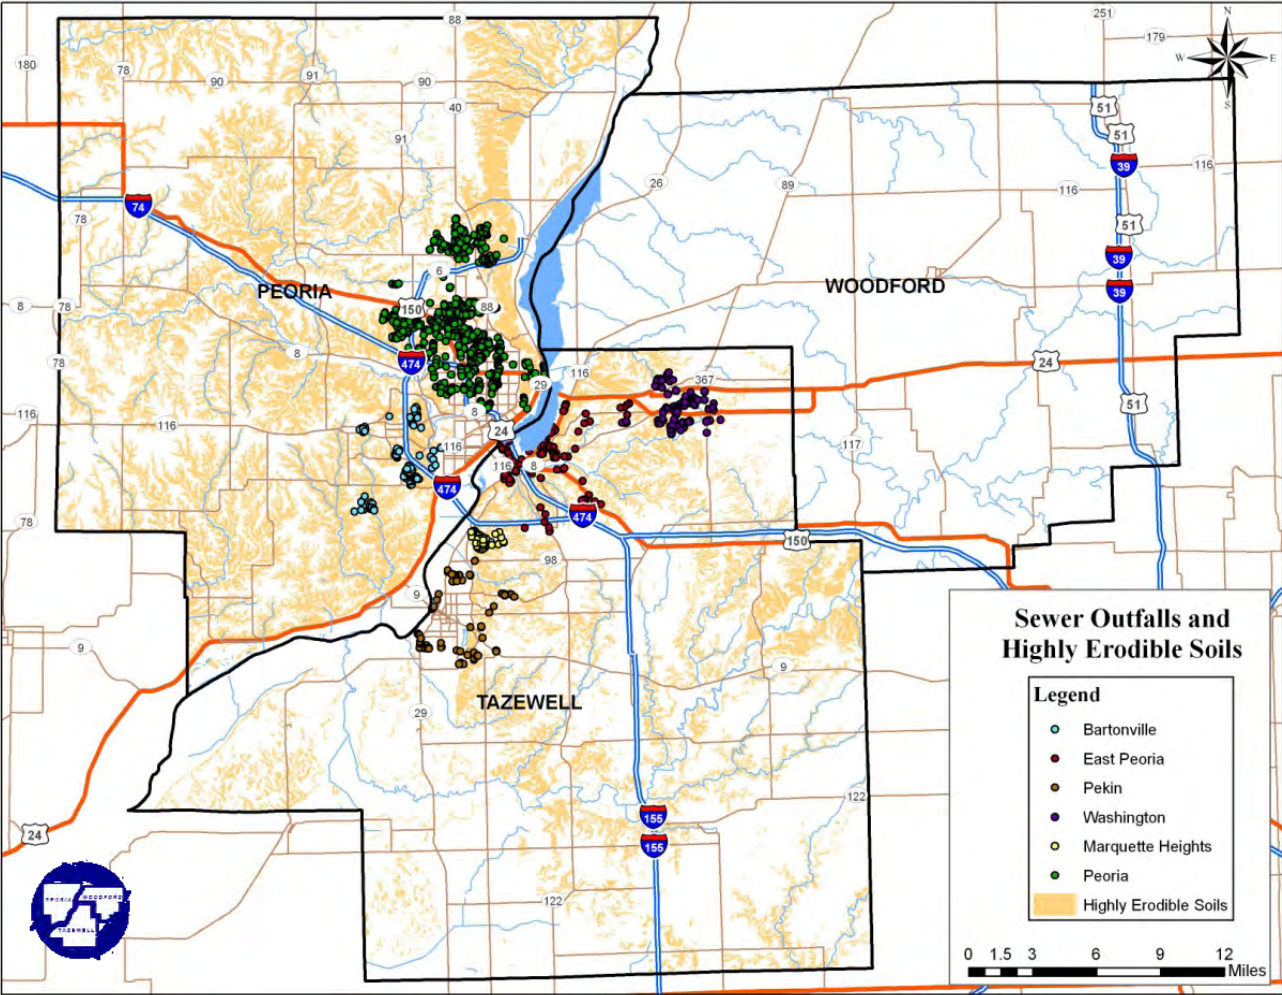 88
251
179
N
W
E
S
180
78
90
91
90
40
51
51
91
39
116
26
89
116
74
78
51
39
6
PEORIA
WOODFORD
39
8
78
150
88
8
78
474
24
116
367
29
51
116
8
116
24
116
117
116
8
474
474
78
150
98
9
9
9
TAZEWELL
29
122
155
24
155
122
PEORIA
WOODFORD
TAZEWELL
Sewer Outfalls and
Highly Erodible Soils
Legend
Bartonville
East Peoria
Pekin
Washington
Marquette Heights
Peoria
Highly Erodible Soils
0 1.5 3 6 9 12
Miles